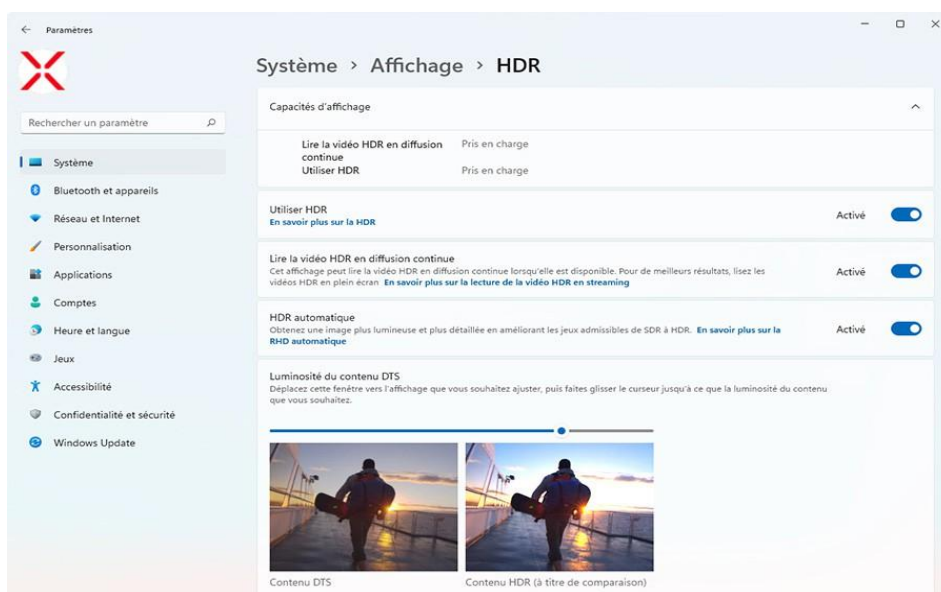 Paramètres
Système > Affichage > HDR
Rechercher un paramètre
Système
Bluetooth et appareils
Réseau et Internet
Personnalisation
Applications
Comptes
Heure et langue
Jeux
Accessibilité
Confidentialité et sécurité
Windows Update
Capacités d'affichage
Lire la vidéo HDR en diffusion Pris en charge
continue
Utiliser HDR Pris en charge
Utiliser HDR
En savoir plus sur la HDR
Activé
Lire la vidéo HDR en diffusion continue
Cet affichage peut lire la vidéo HDR en diffusion continue lorsqu'elle est disponible. Pour de meilleurs résultats, lisez les
vidéos HDR en plein écran En savoir plus sur la lecture de la vidéo HDR en streaming
Activé
HDR automatique
Obtenez une image plus lumineuse et plus détaillée en améliorant les jeux admissibles de SDR à HDR. En savoir plus sur la
RHD automatique
Activé
Luminosité du contenu DTS
Déplacez cette fenêtre vers l'affichage que vous souhaitez ajuster, puis faites glisser le curseur jusqu'à ce que la luminosité du contenu
que vous souhaitez.
Contenu DTS
Contenu HDR (à titre de comparaison)